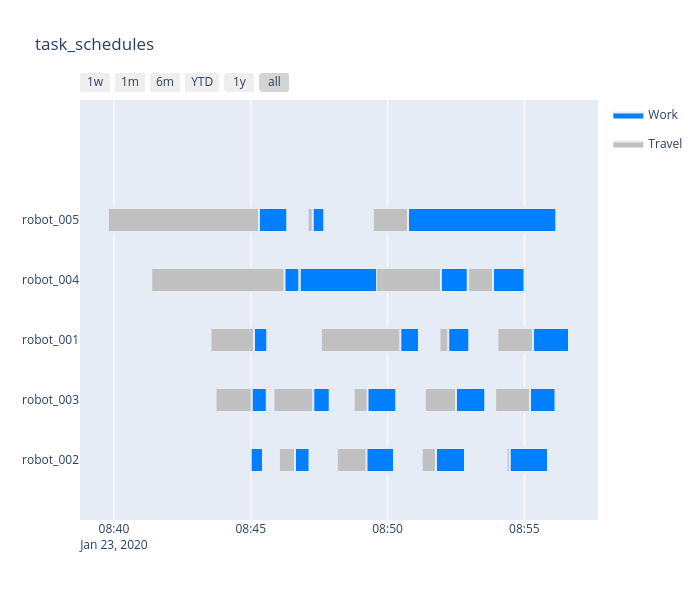 task_schedules
1w 1m 6m YTD 1y all
Work
Travel
robot_005
robot_004
robot_001
robot_003
robot_002
08:40 08:45 08:50 08:55
Jan 23, 2020